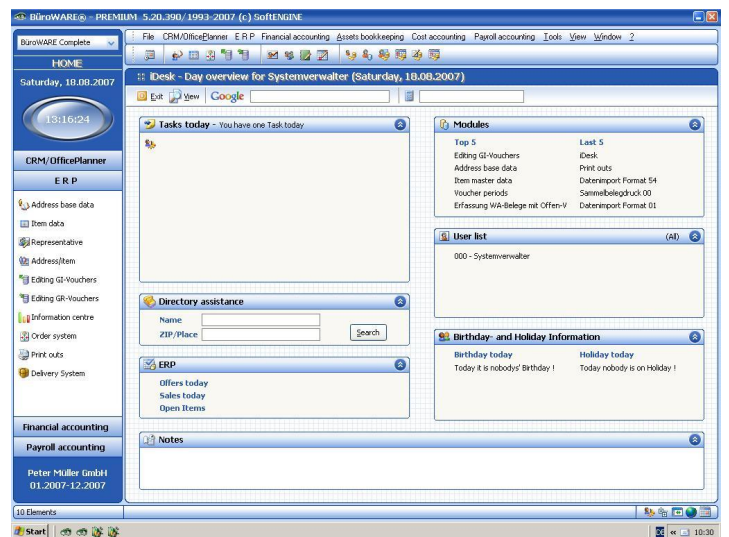 BüroWARE® - PREMIUM 5.20.390/1993-2007 (c) SoftENGINE
BüroWARE Complete
File CRM/OfficePlanner E R P Financial accounting Assets bookkeeping Cost accounting Payroll accounting Tools View Window ?
HOME
Saturday, 18.08.2007
13:16:24
iDesk - Day overview for Systemverwalter (Saturday, 18.08.2007)
Exit View Google
CRM/OfficePlanner
E R P
Address base data
Item data
Representative
Address/item
Editing GI-Vouchers
Editing GR-Vouchers
Information centre
Order system
Print outs
Delivery System
Financial accounting
Payroll accounting
Peter Müller GmbH
01.2007-12.2007
Tasks today - You have one Task today
Directory assistance
Name
ZIP/Place
Search
ERP
Offers today
Sales today
Open Items
Modules
Top 5 Last 5
Editing GI-Vouchers iDesk
Address base data Print outs
Item master data Datenimport Format 54
Voucher periods Sammelbelegdruck 00
Erfassung WA-Belege mit Offen-V Datenimport Format 01
User list (All)
000 - Systemverwalter
Birthday- and Holiday Information
Birthday today Holiday today
Today it is nobodys' Birthday ! Today nobody is on Holiday !
Notes
10 Elements
Start
DE « 10:30